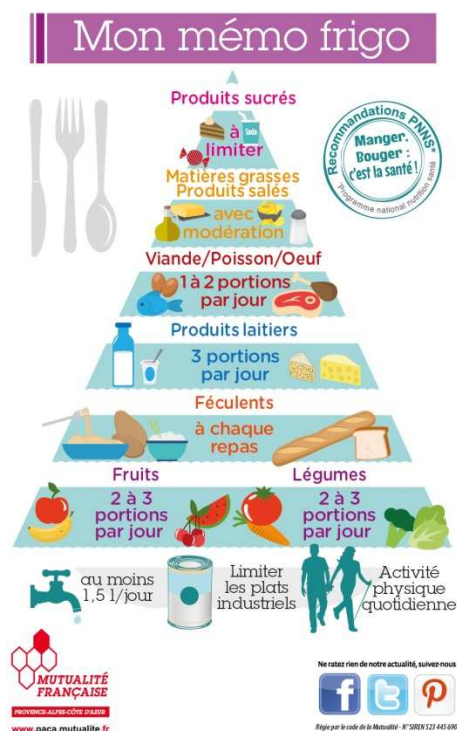 Mon mémo frigo
Produits sucrés
Soda
à
limiter
Recommandations PNNS*
Manger.
Bouger :
c'est la santé !
*Programme national nutrition santé
Matières grasses
Produits salés
avec
modération
Viande/Poisson/Oeuf
1 à 2 portions
par jour
Produits laitiers
3 portions
par jour
Féculents
à chaque
repas
Fruits
2 à 3
portions
par jour
Légumes
2 à 3
portions
par jour
au moins
1,5 l/jour
Limiter
les plats
industriels
Activité
physique
quotidienne
MUTUALITÉ
FRANÇAISE
PROVENCE-ALPES-CÔTE D'AZUR
www.paca.mutualite.fr
Ne ratez rien de notre actualité, suivez-nous
Régie par le code de la Mutualité - N° SIREN 523 445 690